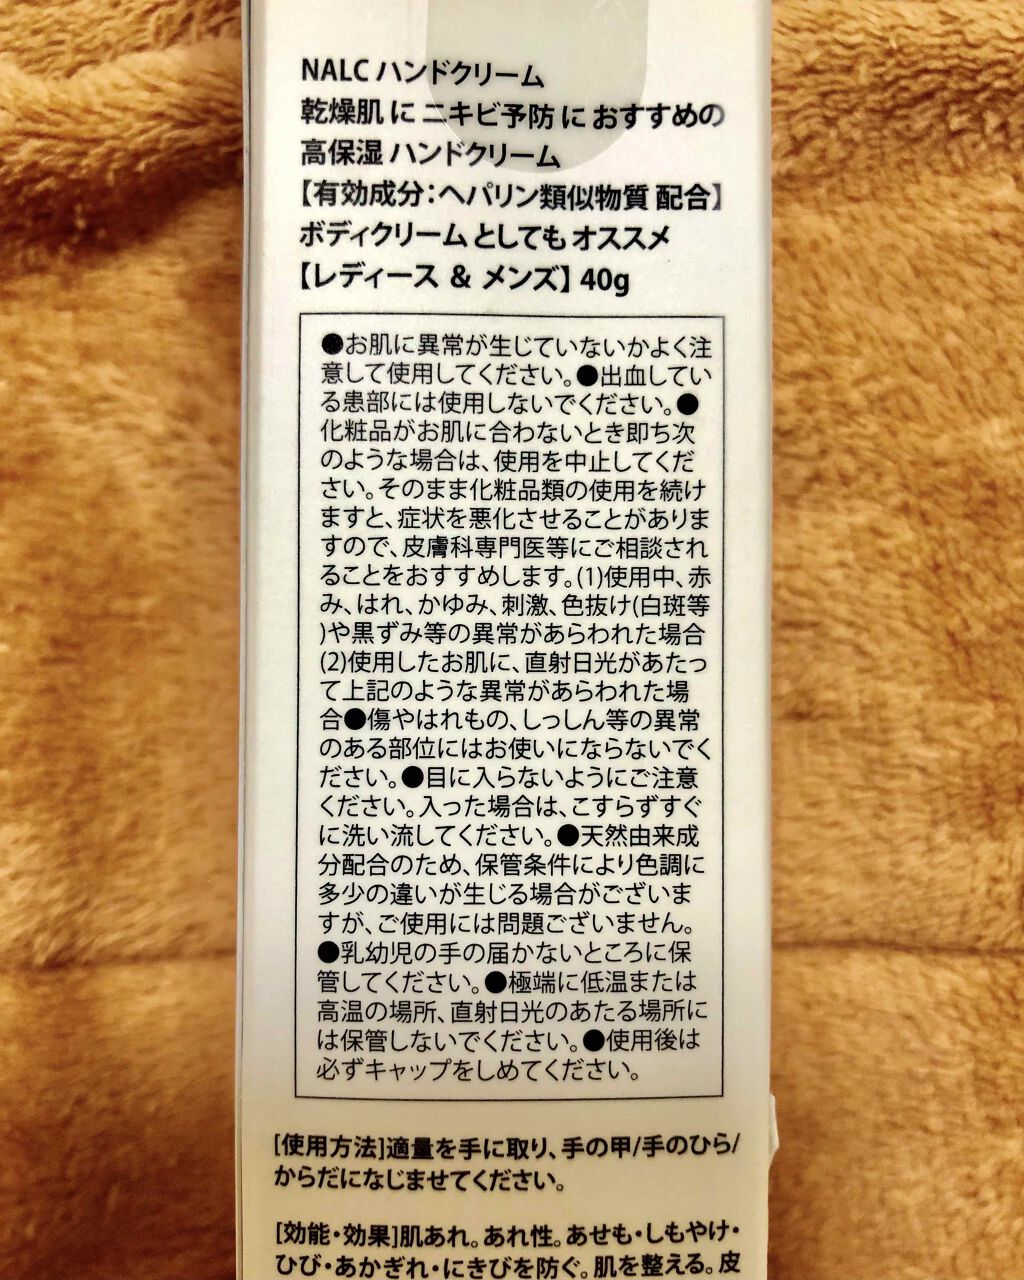 NALC ハンドクリーム
乾燥肌 に ニキビ予防 に おすすめの
高保湿 ハンドクリーム
【有効成分：ヘパリン類似物質 配合】
ボディクリーム としても オススメ
【レディース ＆ メンズ】 40g
●お肌に異常が生じていないかよく注
意して使用してください。●出血してい
る患部には使用しないでください。●
化粧品がお肌に合わないとき即ち次
のような場合は、使用を中止してくだ
さい。そのまま化粧品類の使用を続け
ますと、症状を悪化させることがありま
すので、皮膚科専門医等にご相談され
ることをおすすめします。(1)使用中、赤
み、はれ、かゆみ、刺激、色抜け(白斑等
)や黒ずみ等の異常があらわれた場合
(2)使用したお肌に、直射日光があたっ
て上記のような異常があらわれた場
合●傷やはれもの、しっしん等の異常
のある部位にはお使いにならないでく
ださい。●目に入らないようにご注意
ください。入った場合は、こすらずすぐ
に洗い流してください。●天然由来成
分配合のため、保管条件により色調に
多少の違いが生じる場合がございま
すが、ご使用には問題ございません。
●乳幼児の手の届かないところに保
管してください。●極端に低温または
高温の場所、直射日光のあたる場所に
は保管しないでください。●使用後は
必ずキャップをしめてください。
[使用方法]適量を手に取り、手の甲/手のひら/
からだになじませてください。
[効能・効果]肌あれ。あれ性。あせも・しもやけ・
ひび・あかぎれ・にきびを防ぐ。肌を整える。皮